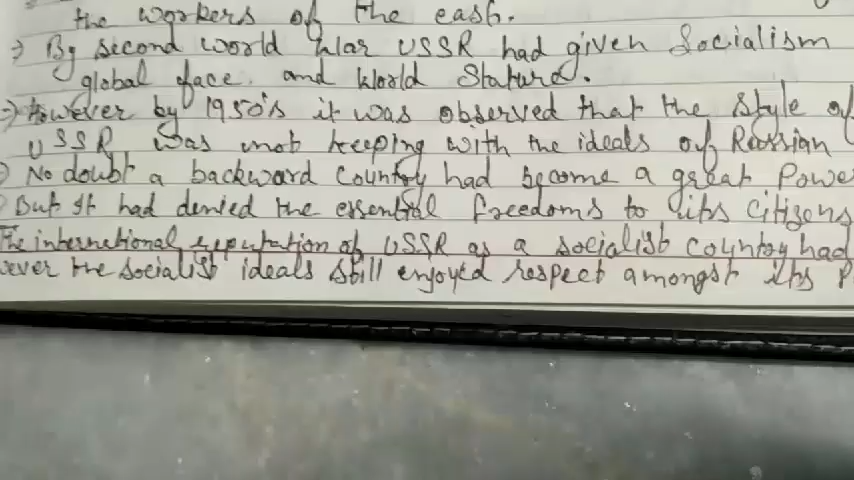 the workers of the east.
⇒ By second world War USSR had given Socialism
global face and World Stature.
⇒ However by 1950's it was observed that the style of
USSR was not keeping with the ideals of Russian
No doubt a backward Country had become a great Powe
But It had denied the essential freedoms to its Citizens
The international reputation of USSR as a socialist country had
ever the socialist ideals still enjoyed respect amongst its P